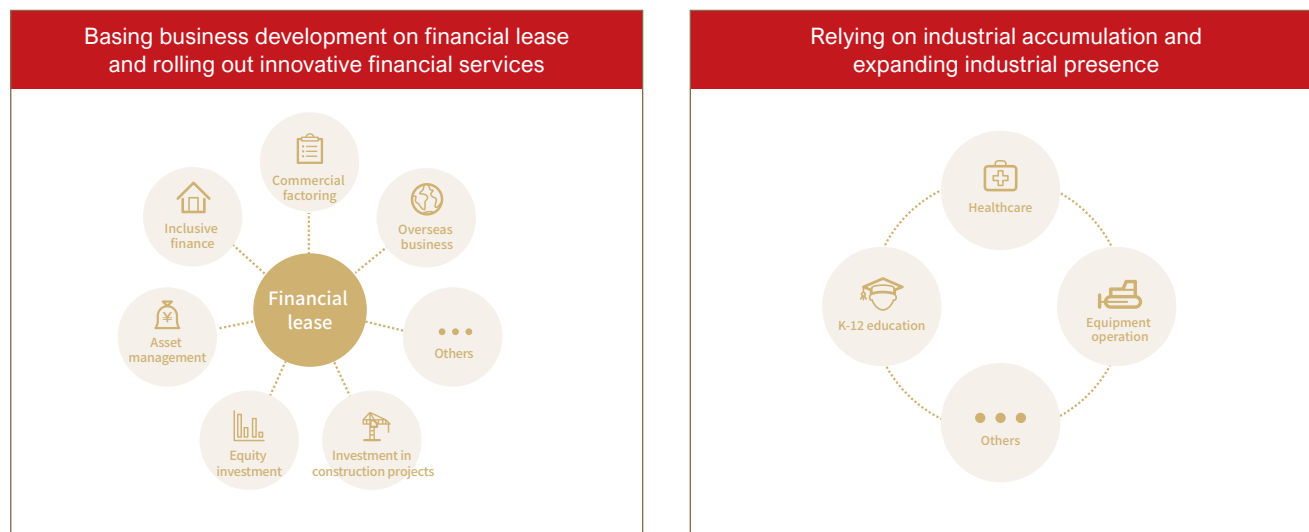 Basing business development on financial lease
and rolling out innovative financial services
Commercial
factoring
Inclusive
finance
Overseas
business
Financial
lease
Asset
management
Others
Equity
investment
Investment in
construction projects
Relying on industrial accumulation and
expanding industrial presence
Healthcare
K-12 education
Equipment
operation
Others